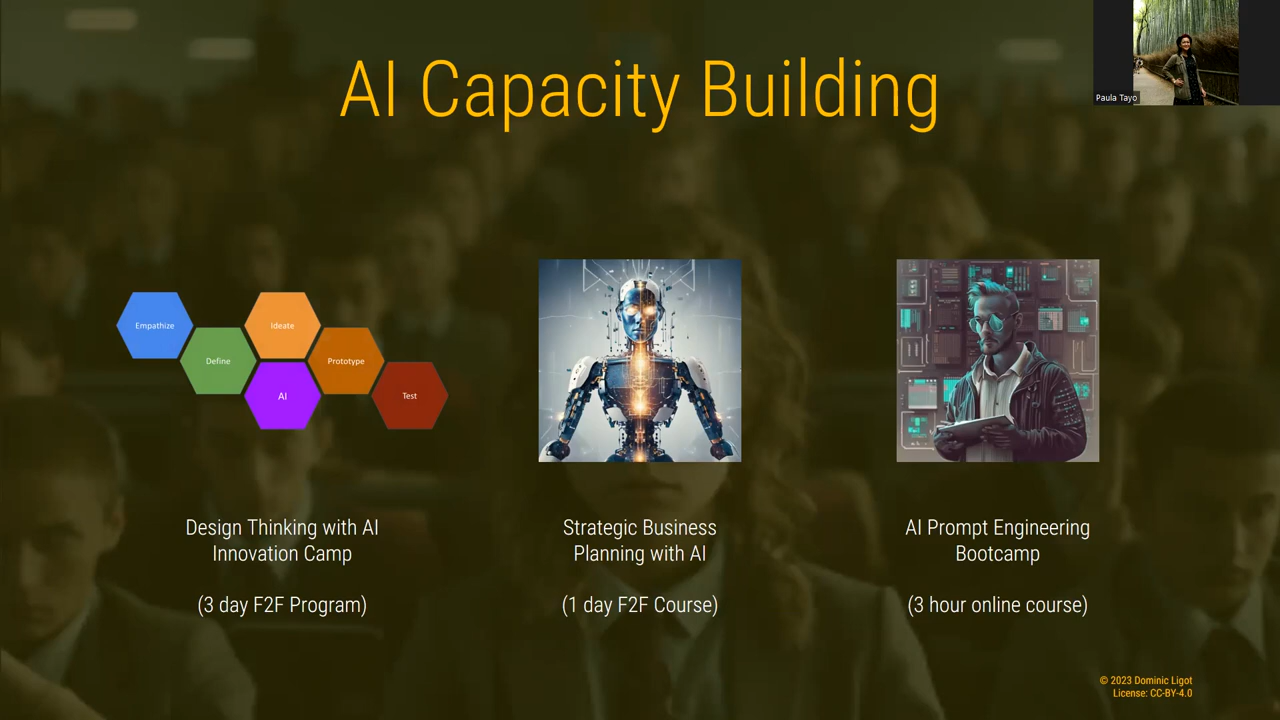 AI Capacity Building
Paula Tayo
Empathize
Define
Ideate
AI
Prototype
Test
Design Thinking with AI
Innovation Camp
(3 day F2F Program)
Strategic Business
Planning with AI
(1 day F2F Course)
AI Prompt Engineering
Bootcamp
(3 hour online course)
© 2023 Dominic Ligot
License: CC-BY-4.0